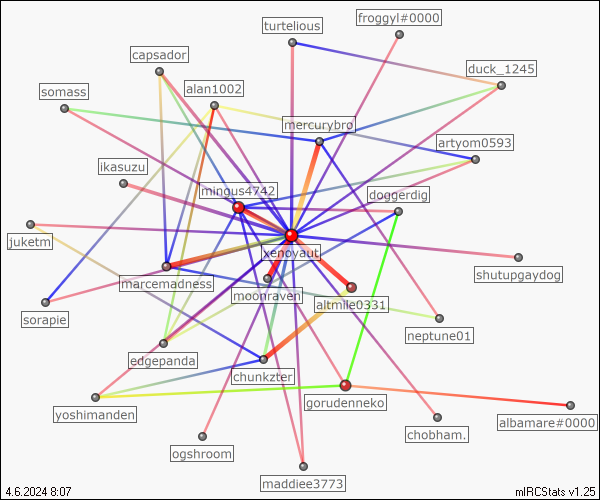 froggyl#0000
turtelious
capsador
duck_1245
alan1002
somass
mercurybro
artyom0593
ikasuzu
mingus4742
doggerdig
juketm
xenoyaut
shutupgaydog
marcemadness
moonraven
altmile0331
sorapie
neptune01
edgepanda
chunkzter
gorudenneko
yoshimanden
albamare#0000
chobham.
ogshroom
maddiee3773
4.6.2024 8:07
mIRCStats v1.25